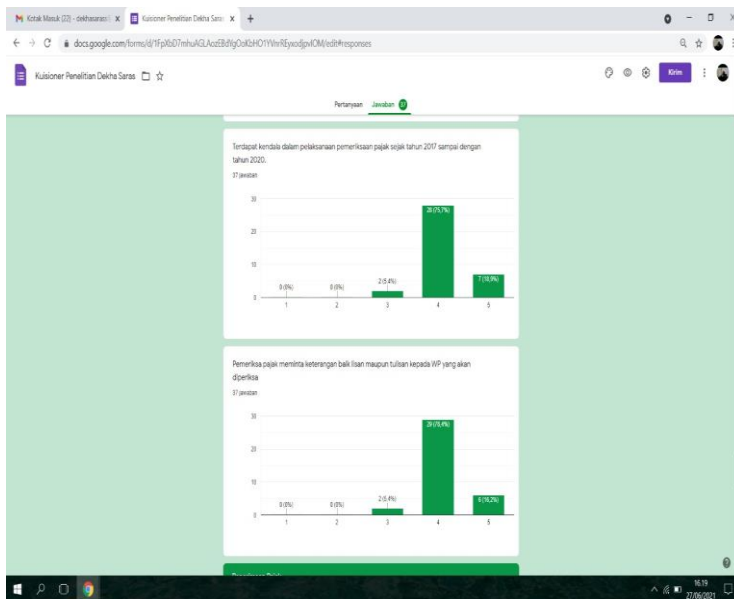 Kotak Masuk (22) - dekhasarass
Kuisioner Penelitian Dekha Saras
docs.google.com/forms/d/
/edit#responses
Kuisioner Penelitian Dekha Saras
Kirim
Pertanyaan Jawaban 37
Terdapat kendala dalam pelaksanaan pemeriksaan pajak sejak tahun 2017 sampai dengan
tahun 2020.
37 jawaban
30
20
10
0
0 (0%)
0 (0%)
2 (5,4%)
28 (75,7%)
7 (18,9%)
1 2 3 4 5
Pemeriksa pajak meminta keterangan baik lisan maupun tulisan kepada WP yang akan
diperiksa
37 jawaban
30
20
10
0
0 (0%)
0 (0%)
2 (5,4%)
29 (78,4%)
6 (16,2%)
1 2 3 4 5
16.19
27/06/2021